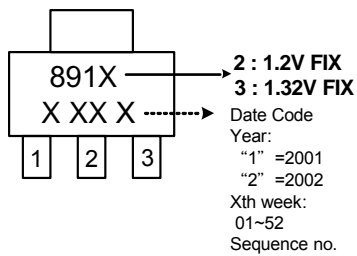 891X
X XX X
1 2 3
2 : 1.2V FIX
3 : 1.32V FIX
Date Code
Year:
“1” =2001
“2” =2002
Xth week:
01~52
Sequence no.